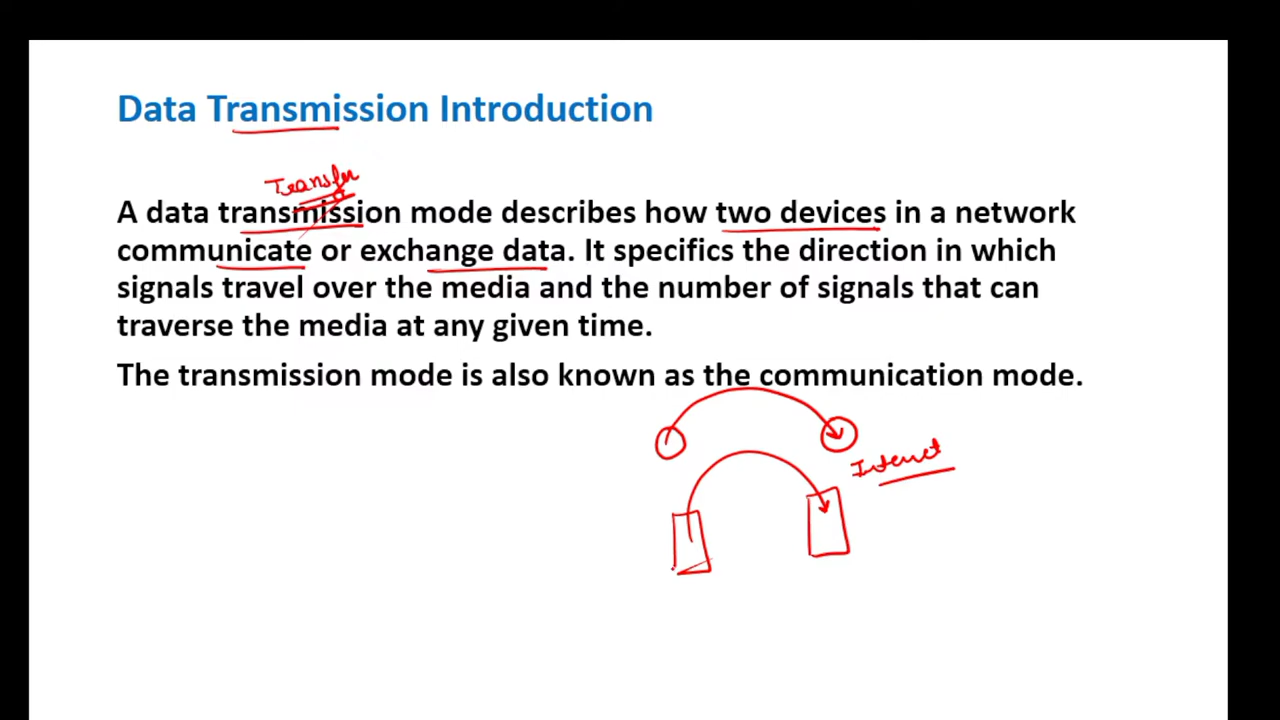 Data Transmission Introduction
Transfer
A data transmission mode describes how two devices in a network
communicate or exchange data. It specifics the direction in which
signals travel over the media and the number of signals that can
traverse the media at any given time.
The transmission mode is also known as the communication mode.
Internet